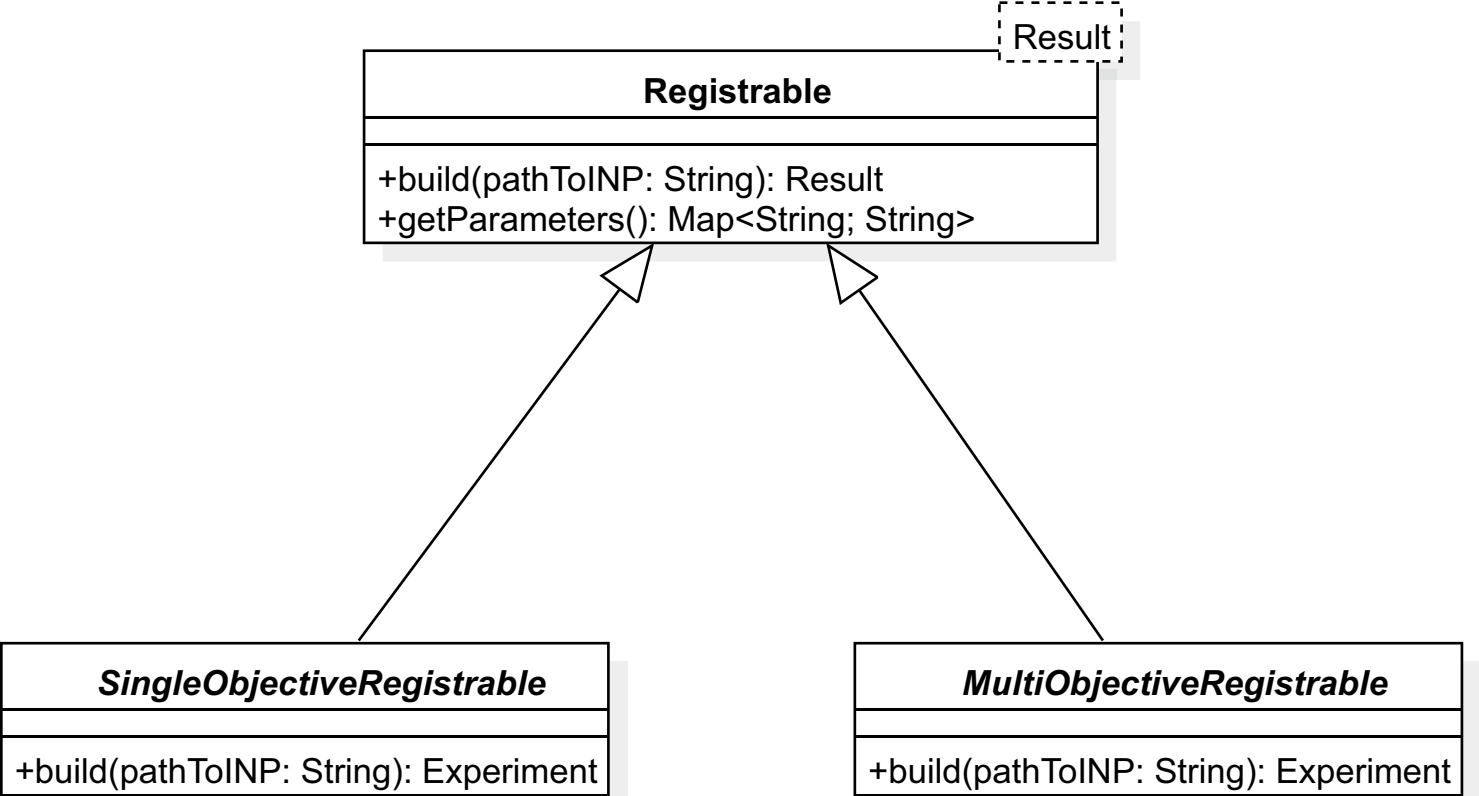 Result
Registrable
+build(pathToINP: String): Result
+getParameters(): Map<String; String>
SingleObjectiveRegistrable
+build(pathToINP: String): Experiment
MultiObjectiveRegistrable
+build(pathToINP: String): Experiment